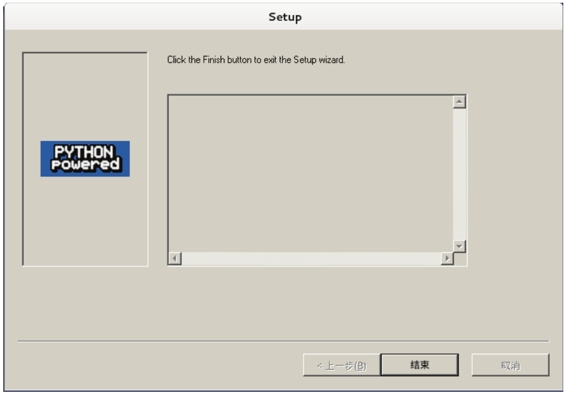 Setup
Click the Finish button to exit the Setup wizard.
PYTHON
Powered
< 上一步(B)
结束
取消